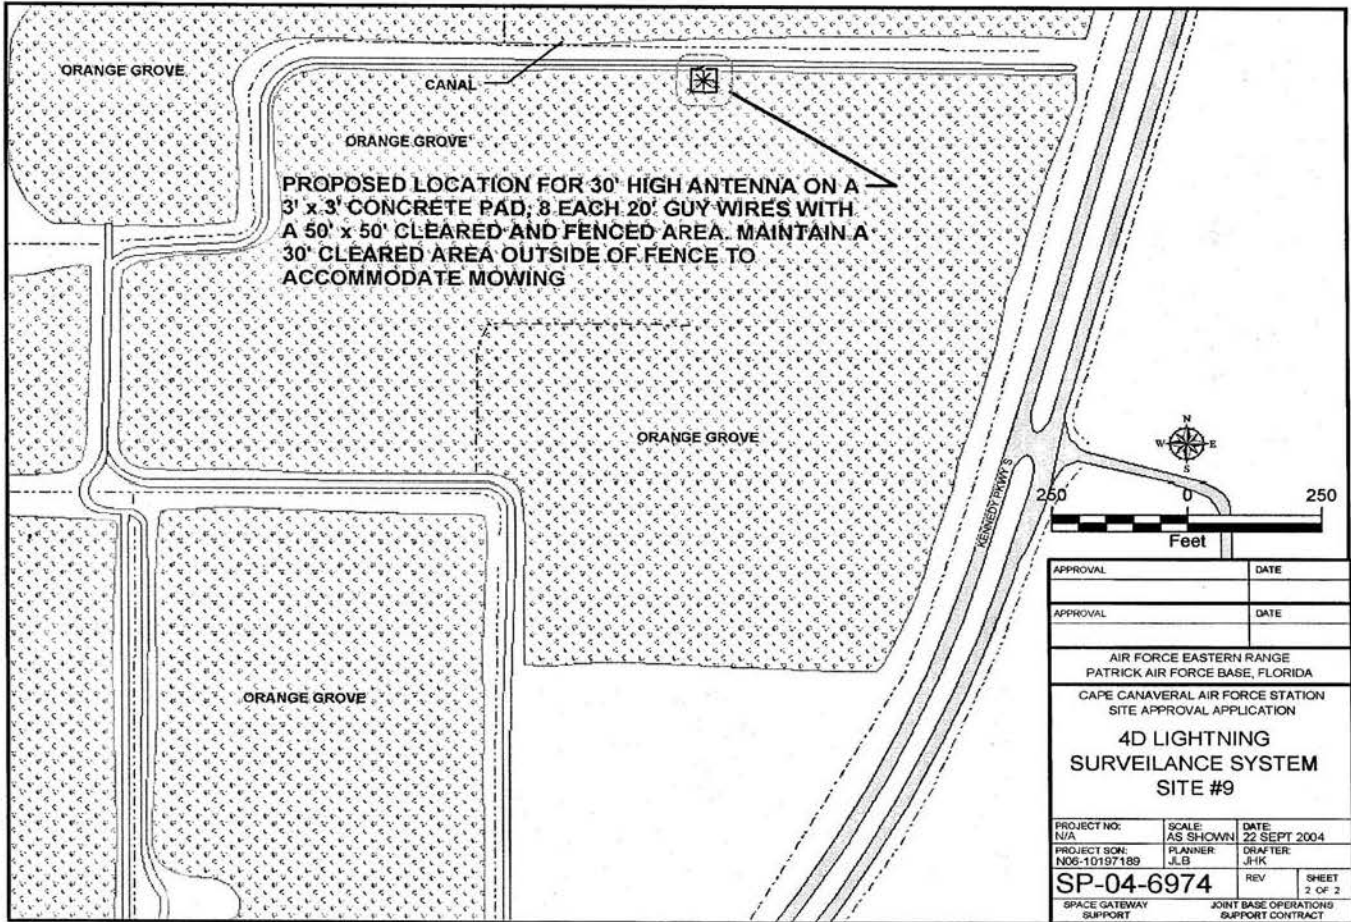 ORANGE GROVE
CANAL
ORANGE GROVE
PROPOSED LOCATION FOR 30' HIGH ANTENNA ON A
3' x 3' CONCRETE PAD, 8 EACH 20' GUY WIRES WITH
A 50' x 50' CLEARED AND FENCED AREA. MAINTAIN A
30' CLEARED AREA OUTSIDE OF FENCE TO
ACCOMMODATE MOWING
ORANGE GROVE
ORANGE GROVE
KENNEDY PKWY S
N
W E
S
250 0 250
Feet
APPROVAL DATE
APPROVAL DATE
AIR FORCE EASTERN RANGE
PATRICK AIR FORCE BASE, FLORIDA
CAPE CANAVERAL AIR FORCE STATION
SITE APPROVAL APPLICATION
4D LIGHTNING
SURVEILANCE SYSTEM
SITE #9
PROJECT NO: SCALE: DATE:
N/A AS SHOWN 22 SEPT 2004
PROJECT SON: PLANNER: DRAFTER:
N06-10197189 JLB JHK
SP-04-6974 REV SHEET
2 OF 2
SPACE GATEWAY JOINT BASE OPERATIONS
SUPPORT SUPPORT CONTRACT